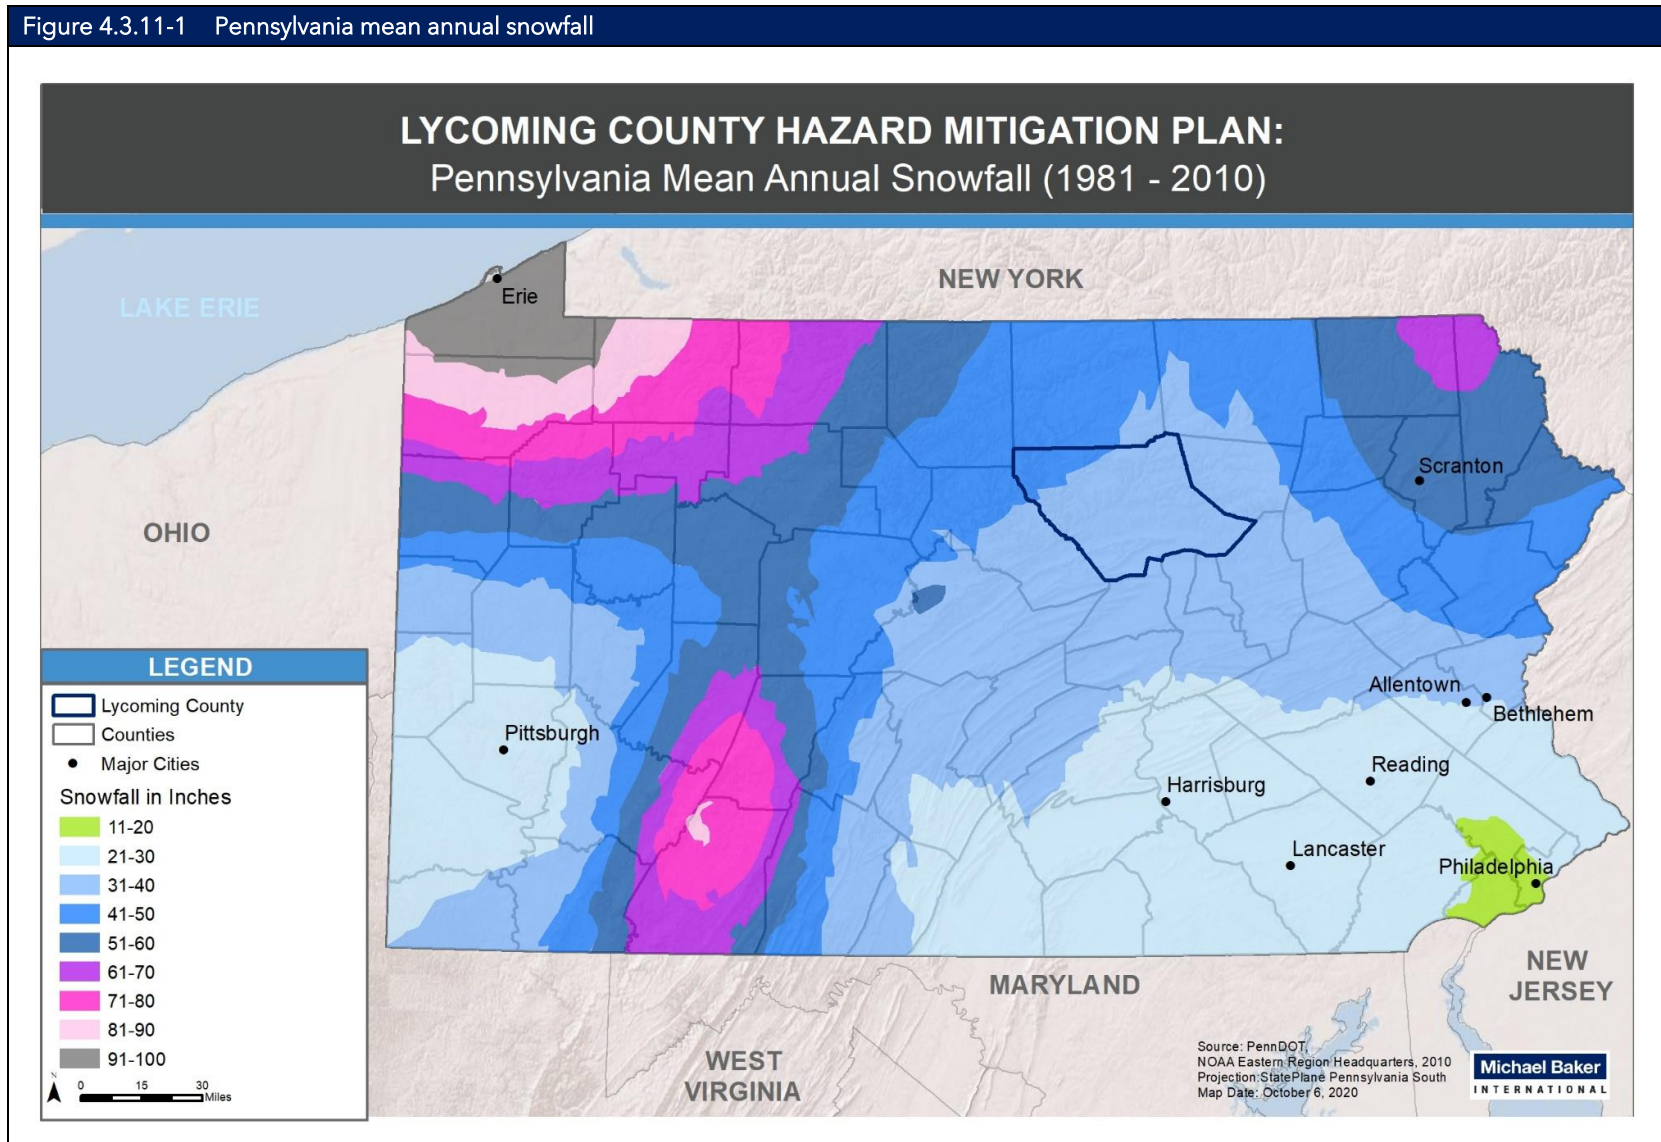 Figure 4.3.11-1 Pennsylvania mean annual snowfall
LYCOMING COUNTY HAZARD MITIGATION PLAN:
Pennsylvania Mean Annual Snowfall (1981 - 2010)
NEW YORK
LAKE ERIE
Erie
Scranton
OHIO
Allentown
Bethlehem
Pittsburgh
Reading
Harrisburg
Lancaster
Philadelphia
MARYLAND
NEW
JERSEY
WEST
VIRGINIA
LEGEND
Lycoming County
Counties
Major Cities
Snowfall in Inches
11-20
21-30
31-40
41-50
51-60
61-70
71-80
81-90
91-100
N
0 15 30
Miles
Source: PennDOT,
NOAA Eastern Region Headquarters, 2010
Projection:StatePlane Pennsylvania South
Map Date: October 6, 2020
Michael Baker
INTERNATIONAL